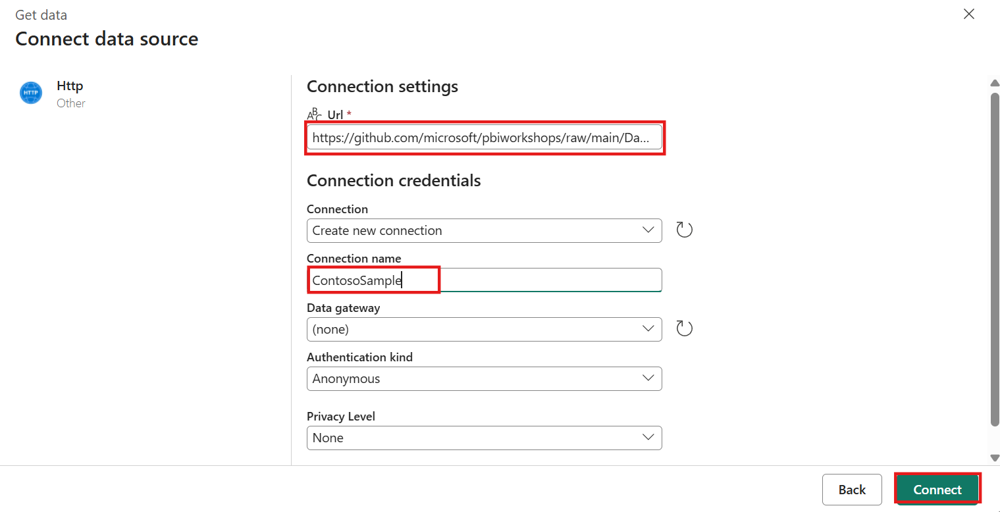 Get data
Connect data source
HTTP
Http
Other
Connection settings
ABC Url *
https://github.com/microsoft/pbiworkshops/raw/main/Da...
Connection credentials
Connection
Create new connection
Connection name
ContosoSample
Data gateway
(none)
Authentication kind
Anonymous
Privacy Level
None
Back
Connect